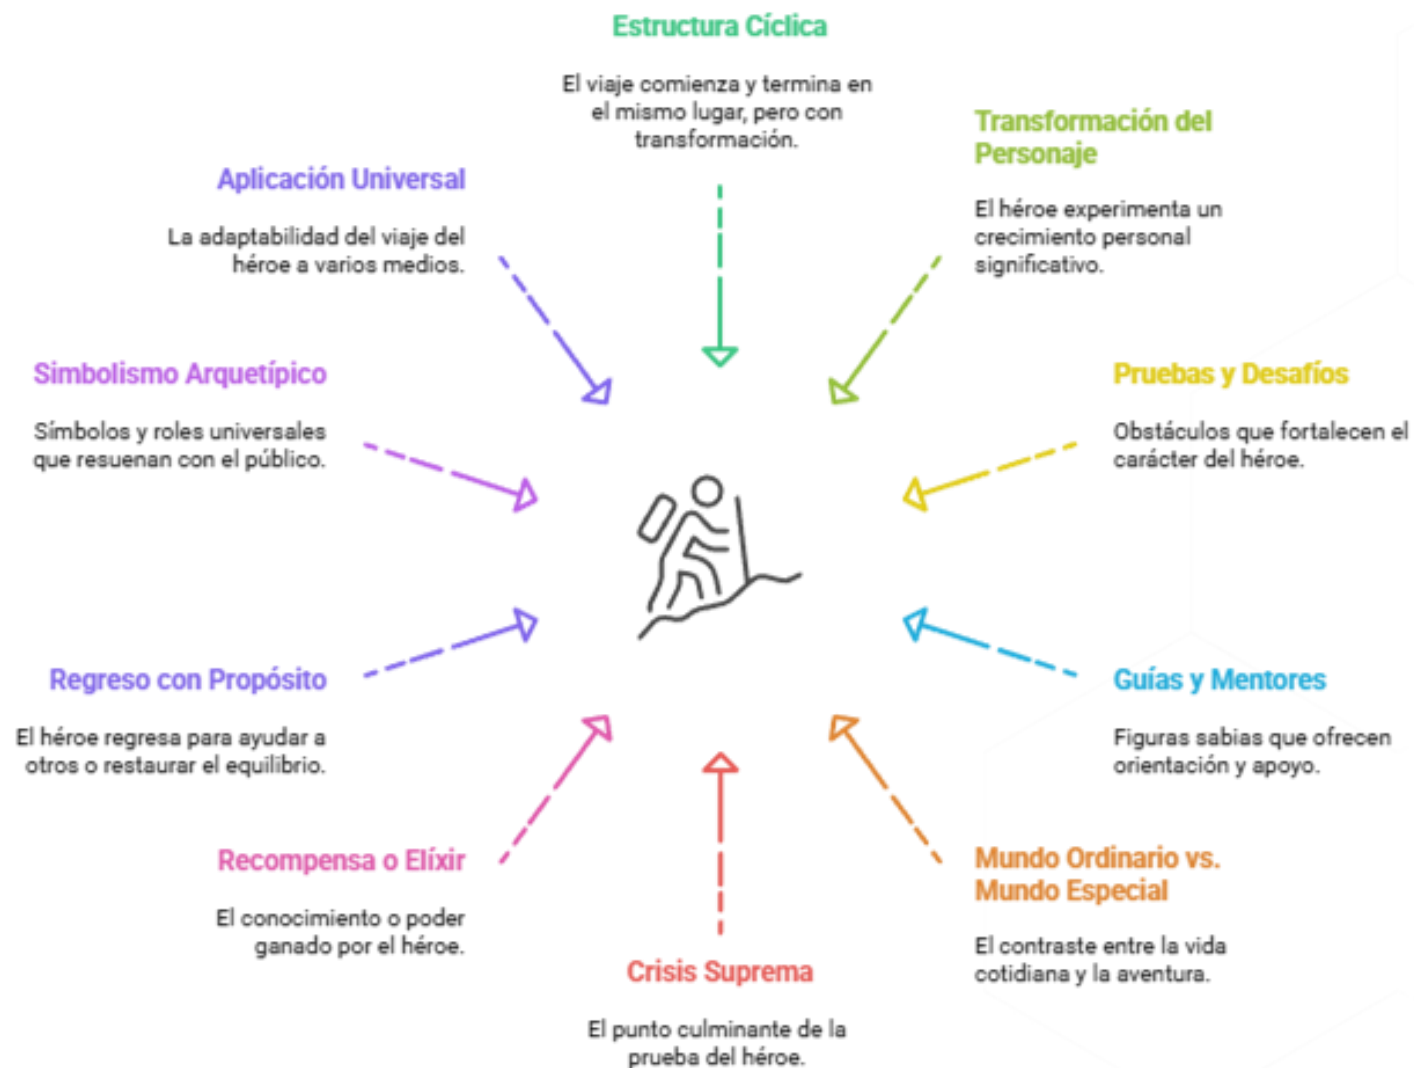 Estructura Cíclica
El viaje comienza y termina en
el mismo lugar, pero con
transformación.
Transformación del
Personaje
El héroe experimenta un
crecimiento personal
significativo.
Pruebas y Desafíos
Obstáculos que fortalecen el
carácter del héroe.
Guías y Mentores
Figuras sabias que ofrecen
orientación y apoyo.
Mundo Ordinario vs.
Mundo Especial
El contraste entre la vida
cotidiana y la aventura.
Crisis Suprema
El punto culminante de la
prueba del héroe.
Recompensa o Elíxir
El conocimiento o poder
ganado por el héroe.
Regreso con Propósito
El héroe regresa para ayudar a
otros o restaurar el equilibrio.
Simbolismo Arquetípico
Símbolos y roles universales
que resuenan con el público.
Aplicación Universal
La adaptabilidad del viaje del
héroe a varios medios.